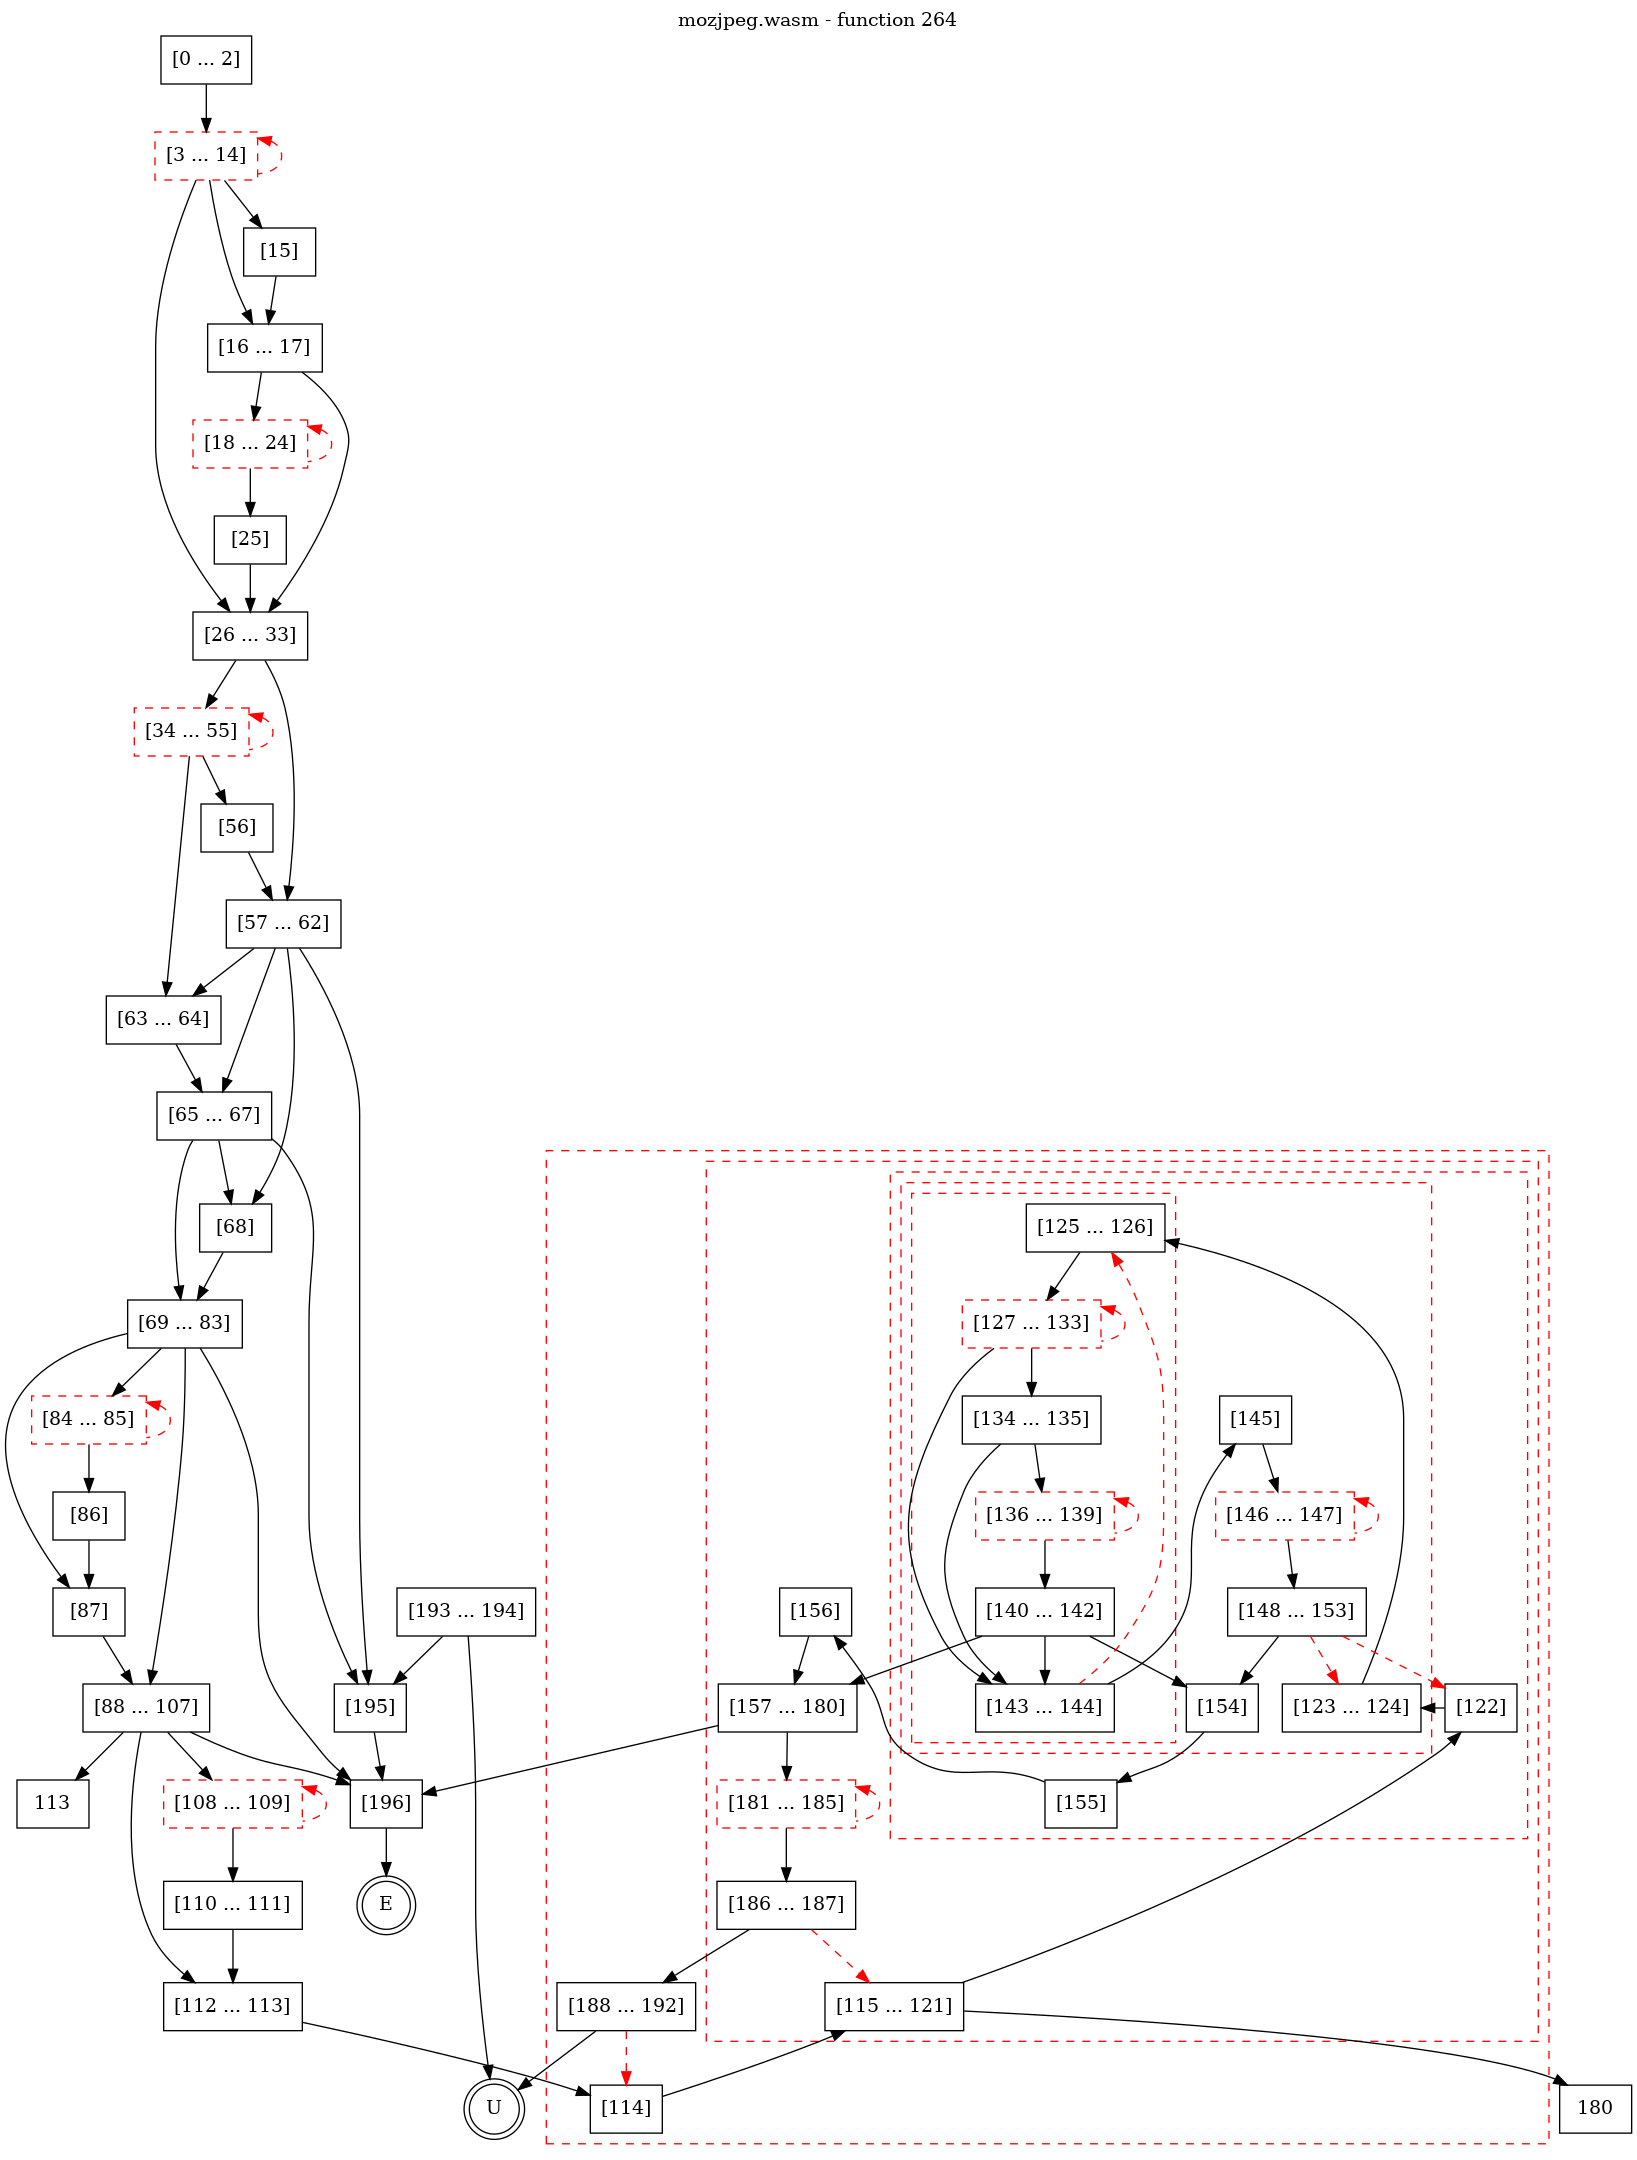 mozjpeg.wasm - function 264
[0 ... 2]
[3 ... 14]
[15]
[16 ... 17]
[18 ... 24]
[25]
[26 ... 33]
[34 ... 55]
[56]
[57 ... 62]
[63 ... 64]
[65 ... 67]
[68]
[125 ... 126]
[69 ... 83]
[127 ... 133]
[84 ... 85]
[134 ... 135]
[145]
[86]
[136 ... 139]
[146 ... 147]
[87]
[193 ... 194]
[156]
[140 ... 142]
[148 ... 153]
[88 ... 107]
[195]
[157 ... 180]
[143 ... 144]
[154]
[123 ... 124]
[122]
113
[108 ... 109]
[196]
[181 ... 185]
[155]
[110 ... 111]
E
[186 ... 187]
[112 ... 113]
[188 ... 192]
[115 ... 121]
U
[114]
180